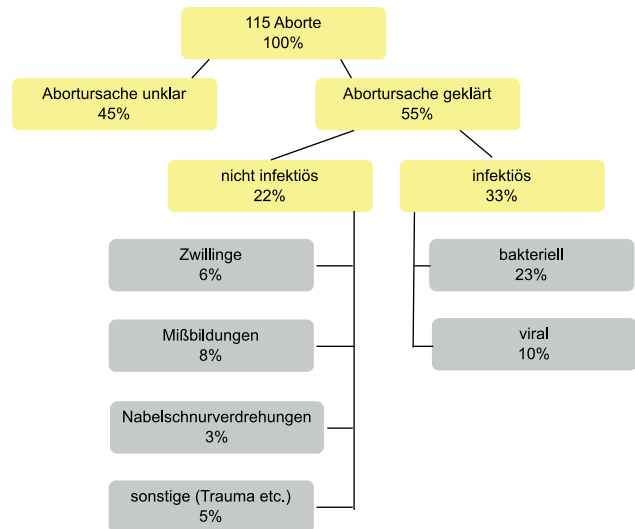 115 Aborte
100%
Abortursache unklar
45%
Abortursache geklärt
55%
nicht infektiös
22%
infektiös
33%
Zwillinge
6%
bakteriell
23%
Mißbildungen
8%
viral
10%
Nabelschnurverdrehungen
3%
sonstige (Trauma etc.)
5%